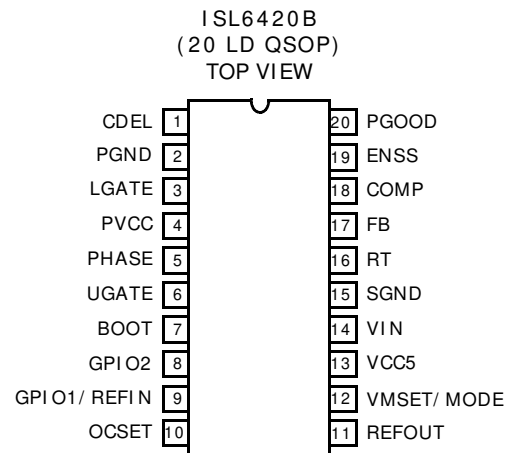 ISL6420B
(20 LD QSOP)
TOP VIEW
CDEL 1 20 PGOOD
PGND 2 19 ENSS
LGATE 3 18 COMP
PVCC 4 17 FB
PHASE 5 16 RT
UGATE 6 15 SGND
BOOT 7 14 VIN
GPIO2 8 13 VCC5
GPIO1/REFIN 9 12 VMSET/MODE
OCSET 10 11 REFOUT